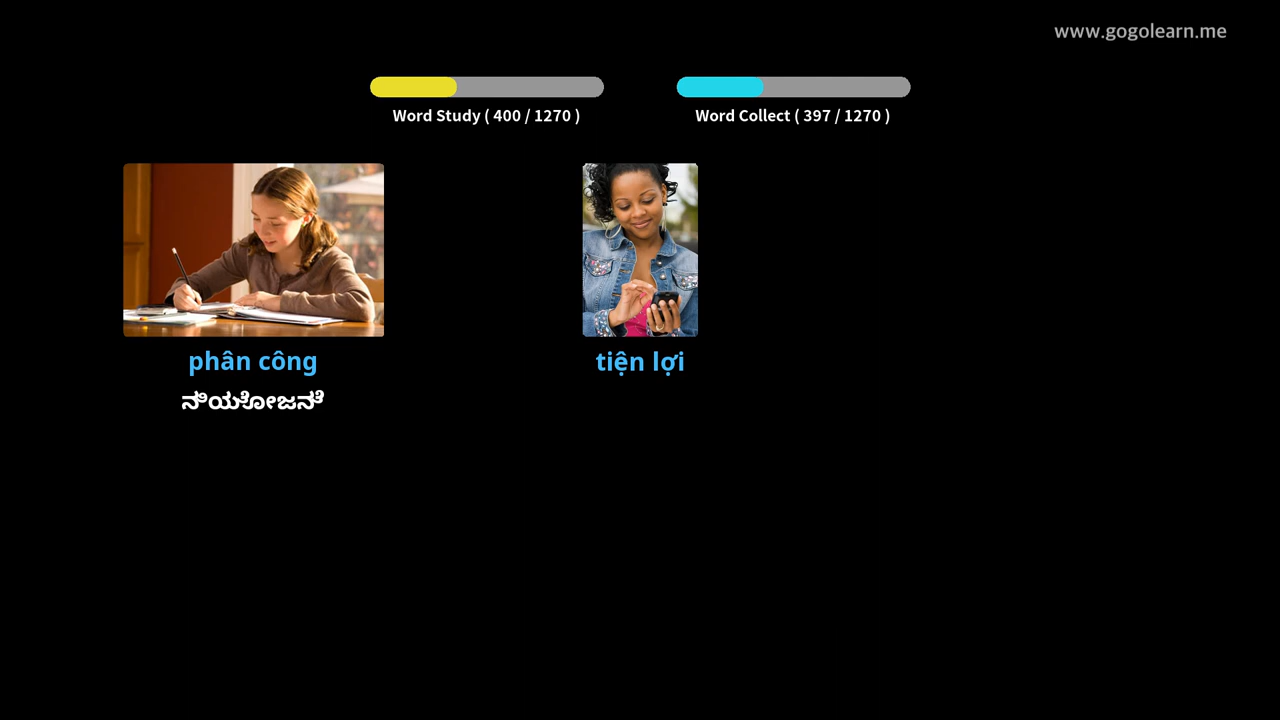 www.gogolearn.me
Word Study ( 400 / 1270 )
Word Collect ( 397 / 1270 )
phân công
ನಿಯೋಜನೆ
tiện lợi